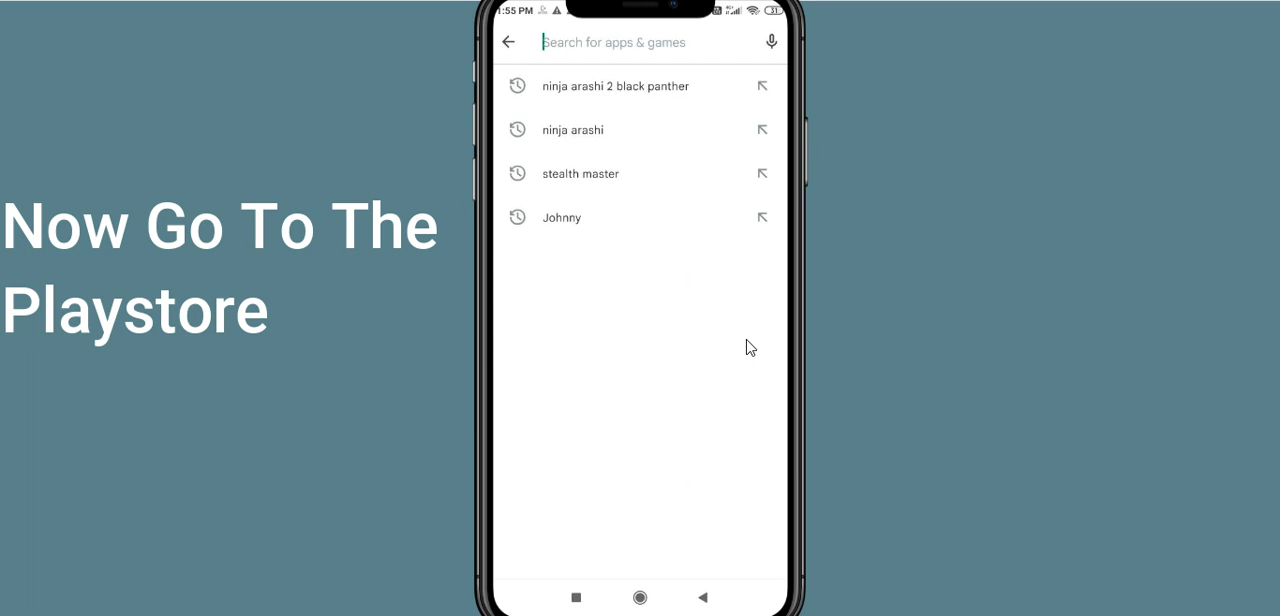 Now Go To The
Playstore
1:55 PM
31
Search for apps & games
ninja arashi 2 black panther
ninja arashi
stealth master
Johnny